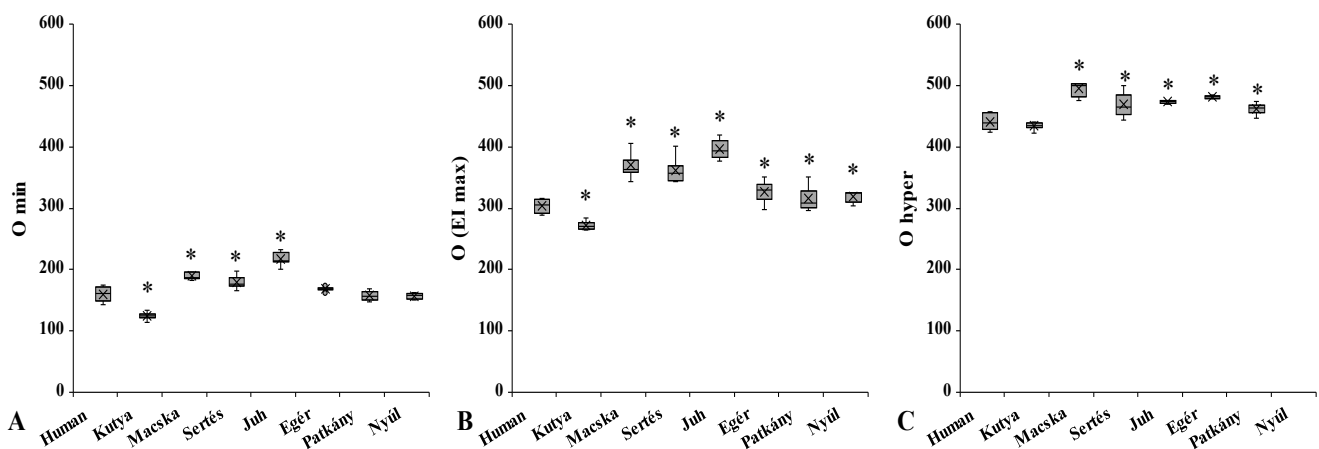 600
500
400
300
200
100
0
O min
*
*
*
*
Human
Kutya
Macska
Sertés
Juh
Egér
Patkány
Nyúl
A
600
500
400
300
200
100
0
O (EI max)
*
*
*
*
*
*
*
Human
Kutya
Macska
Sertés
Juh
Egér
Patkány
Nyúl
B
600
500
400
300
200
100
0
O hyper
*
*
*
*
*
Human
Kutya
Macska
Sertés
Juh
Egér
Patkány
Nyúl
C